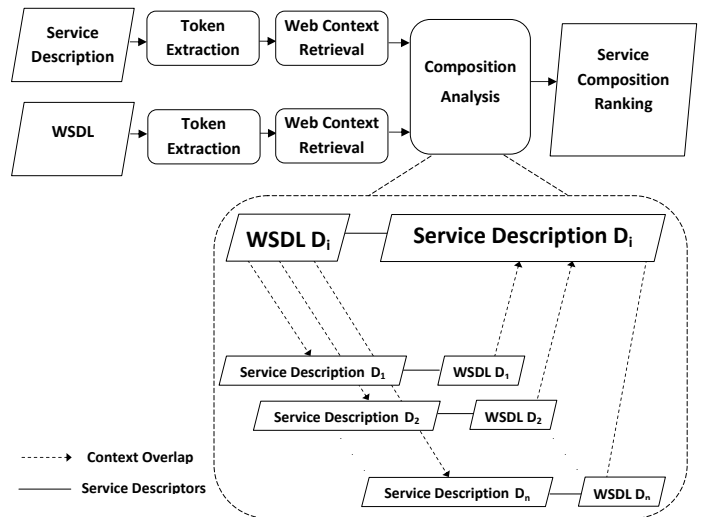 Service
Description
Token
Extraction
Web Context
Retrieval
Composition
Analysis
Service
Composition
Ranking
WSDL
Token
Extraction
Web Context
Retrieval
WSDL Di
Service Description Di
Service Description D1
WSDL D1
Service Description D2
WSDL D2
Service Description Dn
WSDL Dn
Context Overlap
Service Descriptors